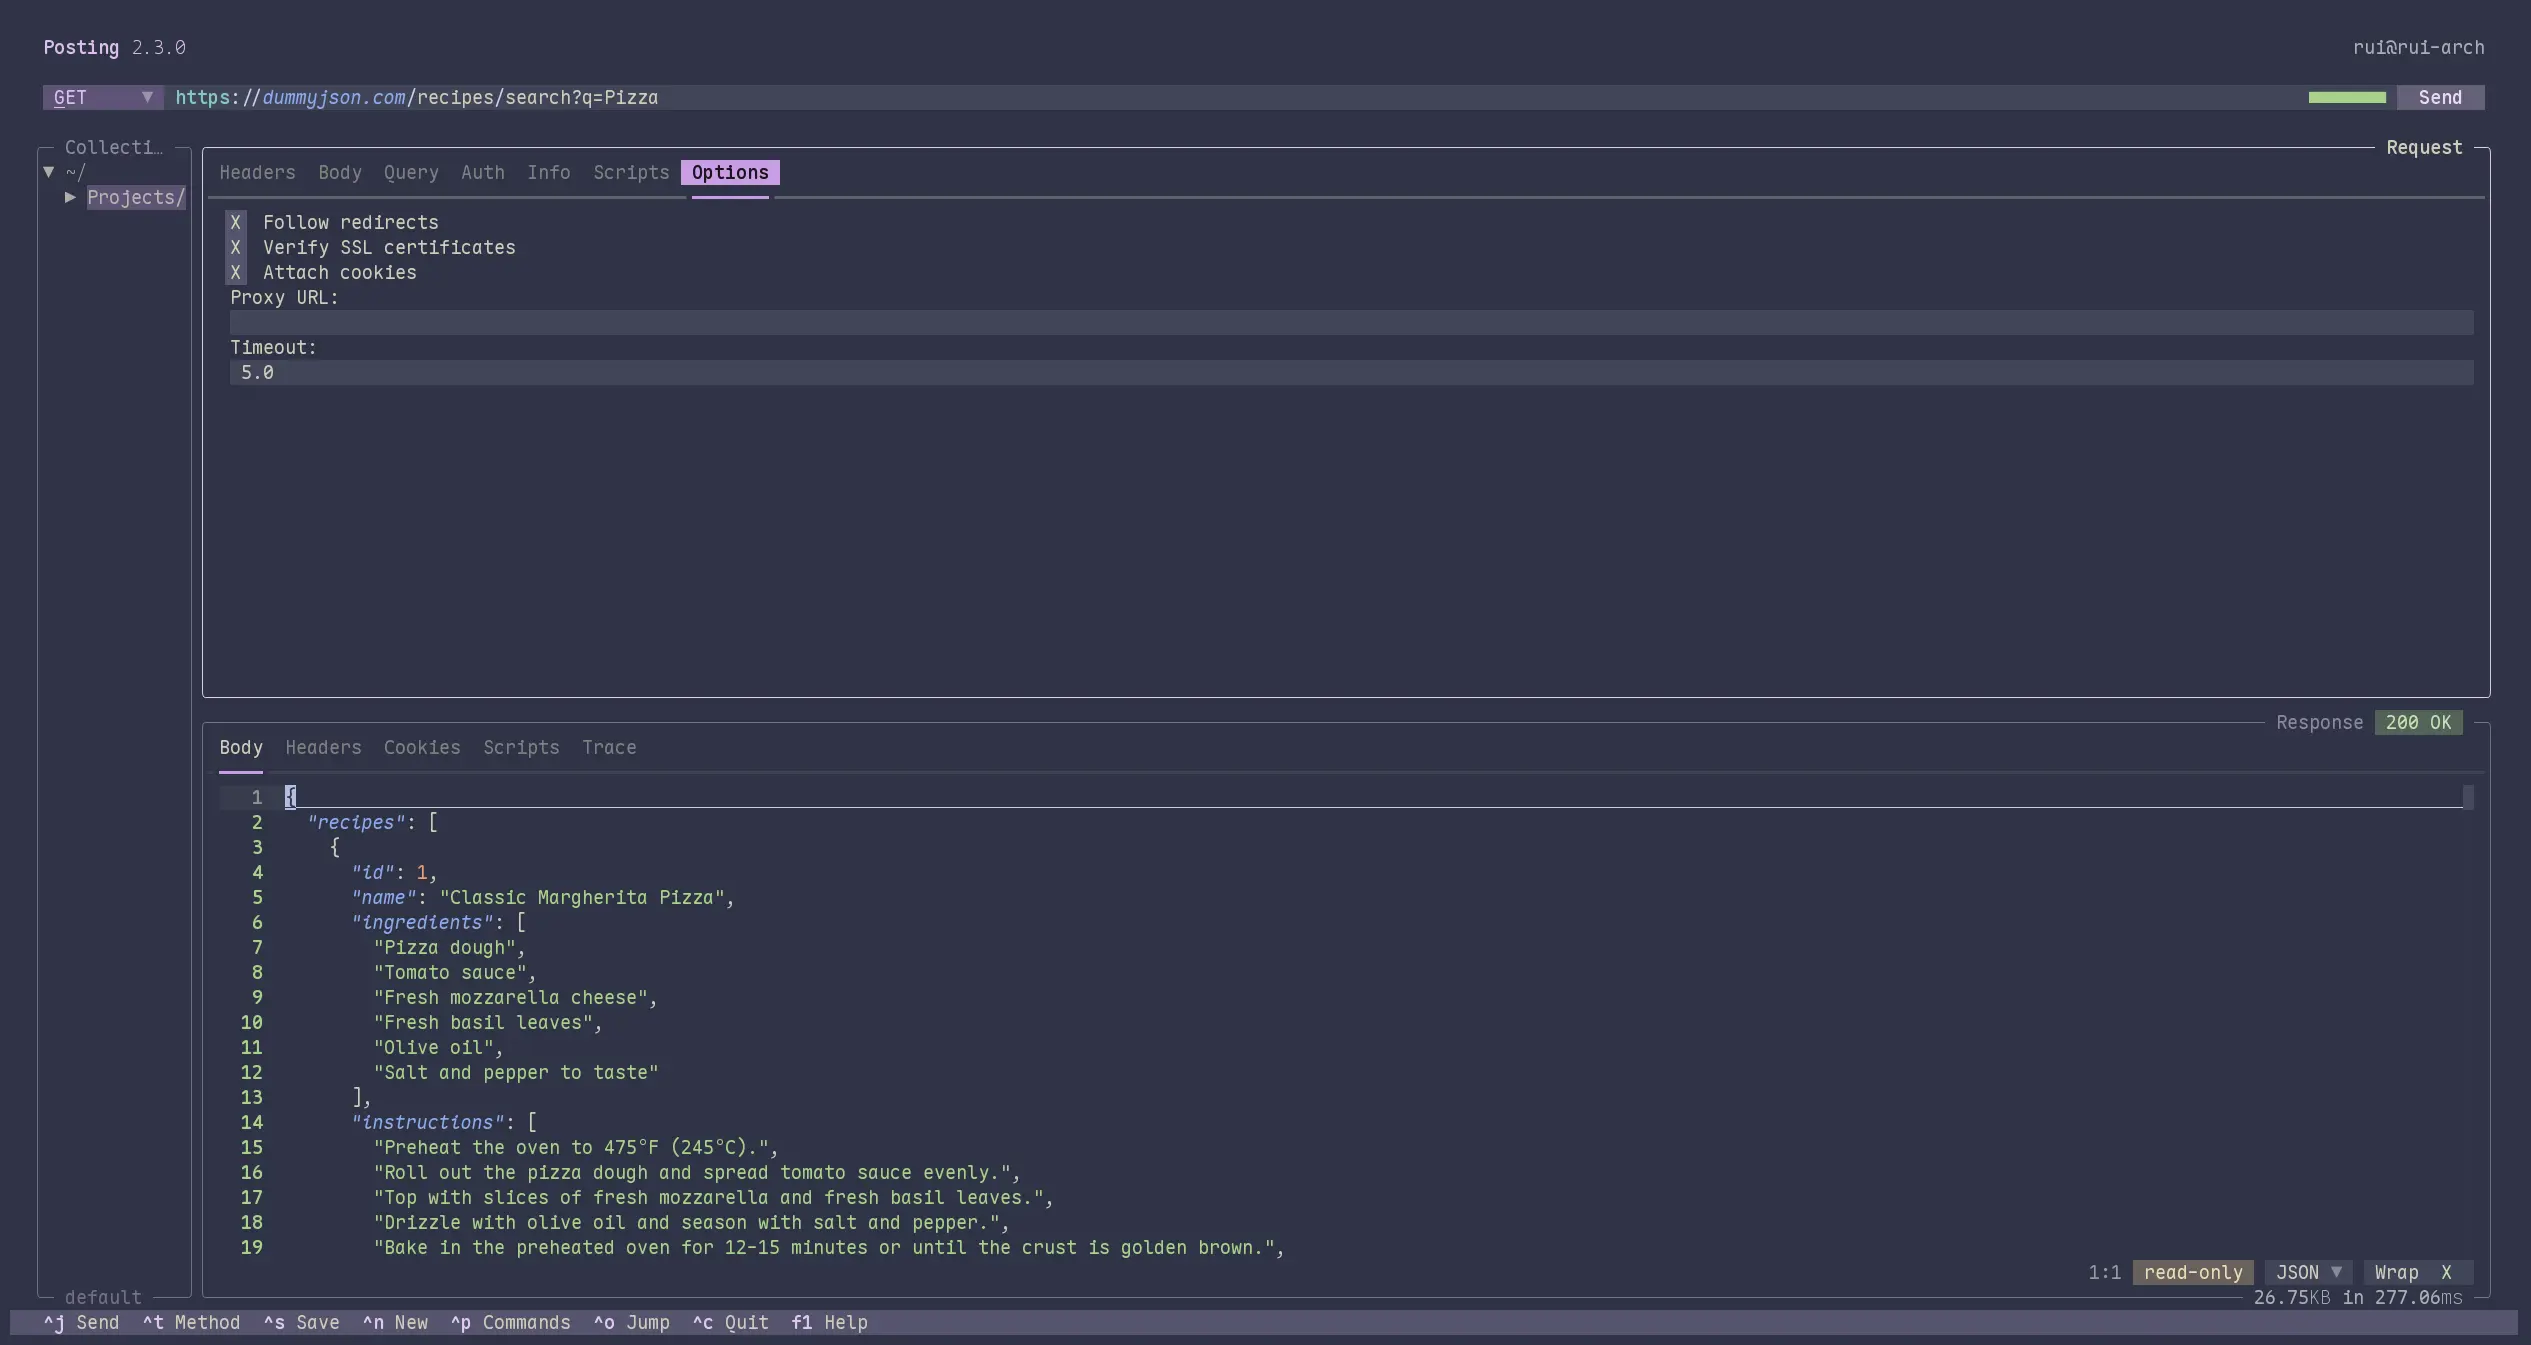 Posting 2.3.0 rui@rui-arch
GET ▼ https://dummyjson.com/recipes/search?q=Pizza Send
Collecti…
▼ ~/
▶ Projects/
default
Request
Headers Body Query Auth Info Scripts Options
X Follow redirects
X Verify SSL certificates
X Attach cookies
Proxy URL:
Timeout:
5.0
Response 200 OK
Body Headers Cookies Scripts Trace
1 {
2 "recipes": [
3 {
4 "id": 1,
5 "name": "Classic Margherita Pizza",
6 "ingredients": [
7 "Pizza dough",
8 "Tomato sauce",
9 "Fresh mozzarella cheese",
10 "Fresh basil leaves",
11 "Olive oil",
12 "Salt and pepper to taste"
13 ],
14 "instructions": [
15 "Preheat the oven to 475°F (245°C).",
16 "Roll out the pizza dough and spread tomato sauce evenly.",
17 "Top with slices of fresh mozzarella and fresh basil leaves.",
18 "Drizzle with olive oil and season with salt and pepper.",
19 "Bake in the preheated oven for 12-15 minutes or until the crust is golden brown.",
1:1 read-only JSON ▼ Wrap X
26.75KB in 277.06ms
^j Send ^t Method ^s Save ^n New ^p Commands ^o Jump ^c Quit f1 Help